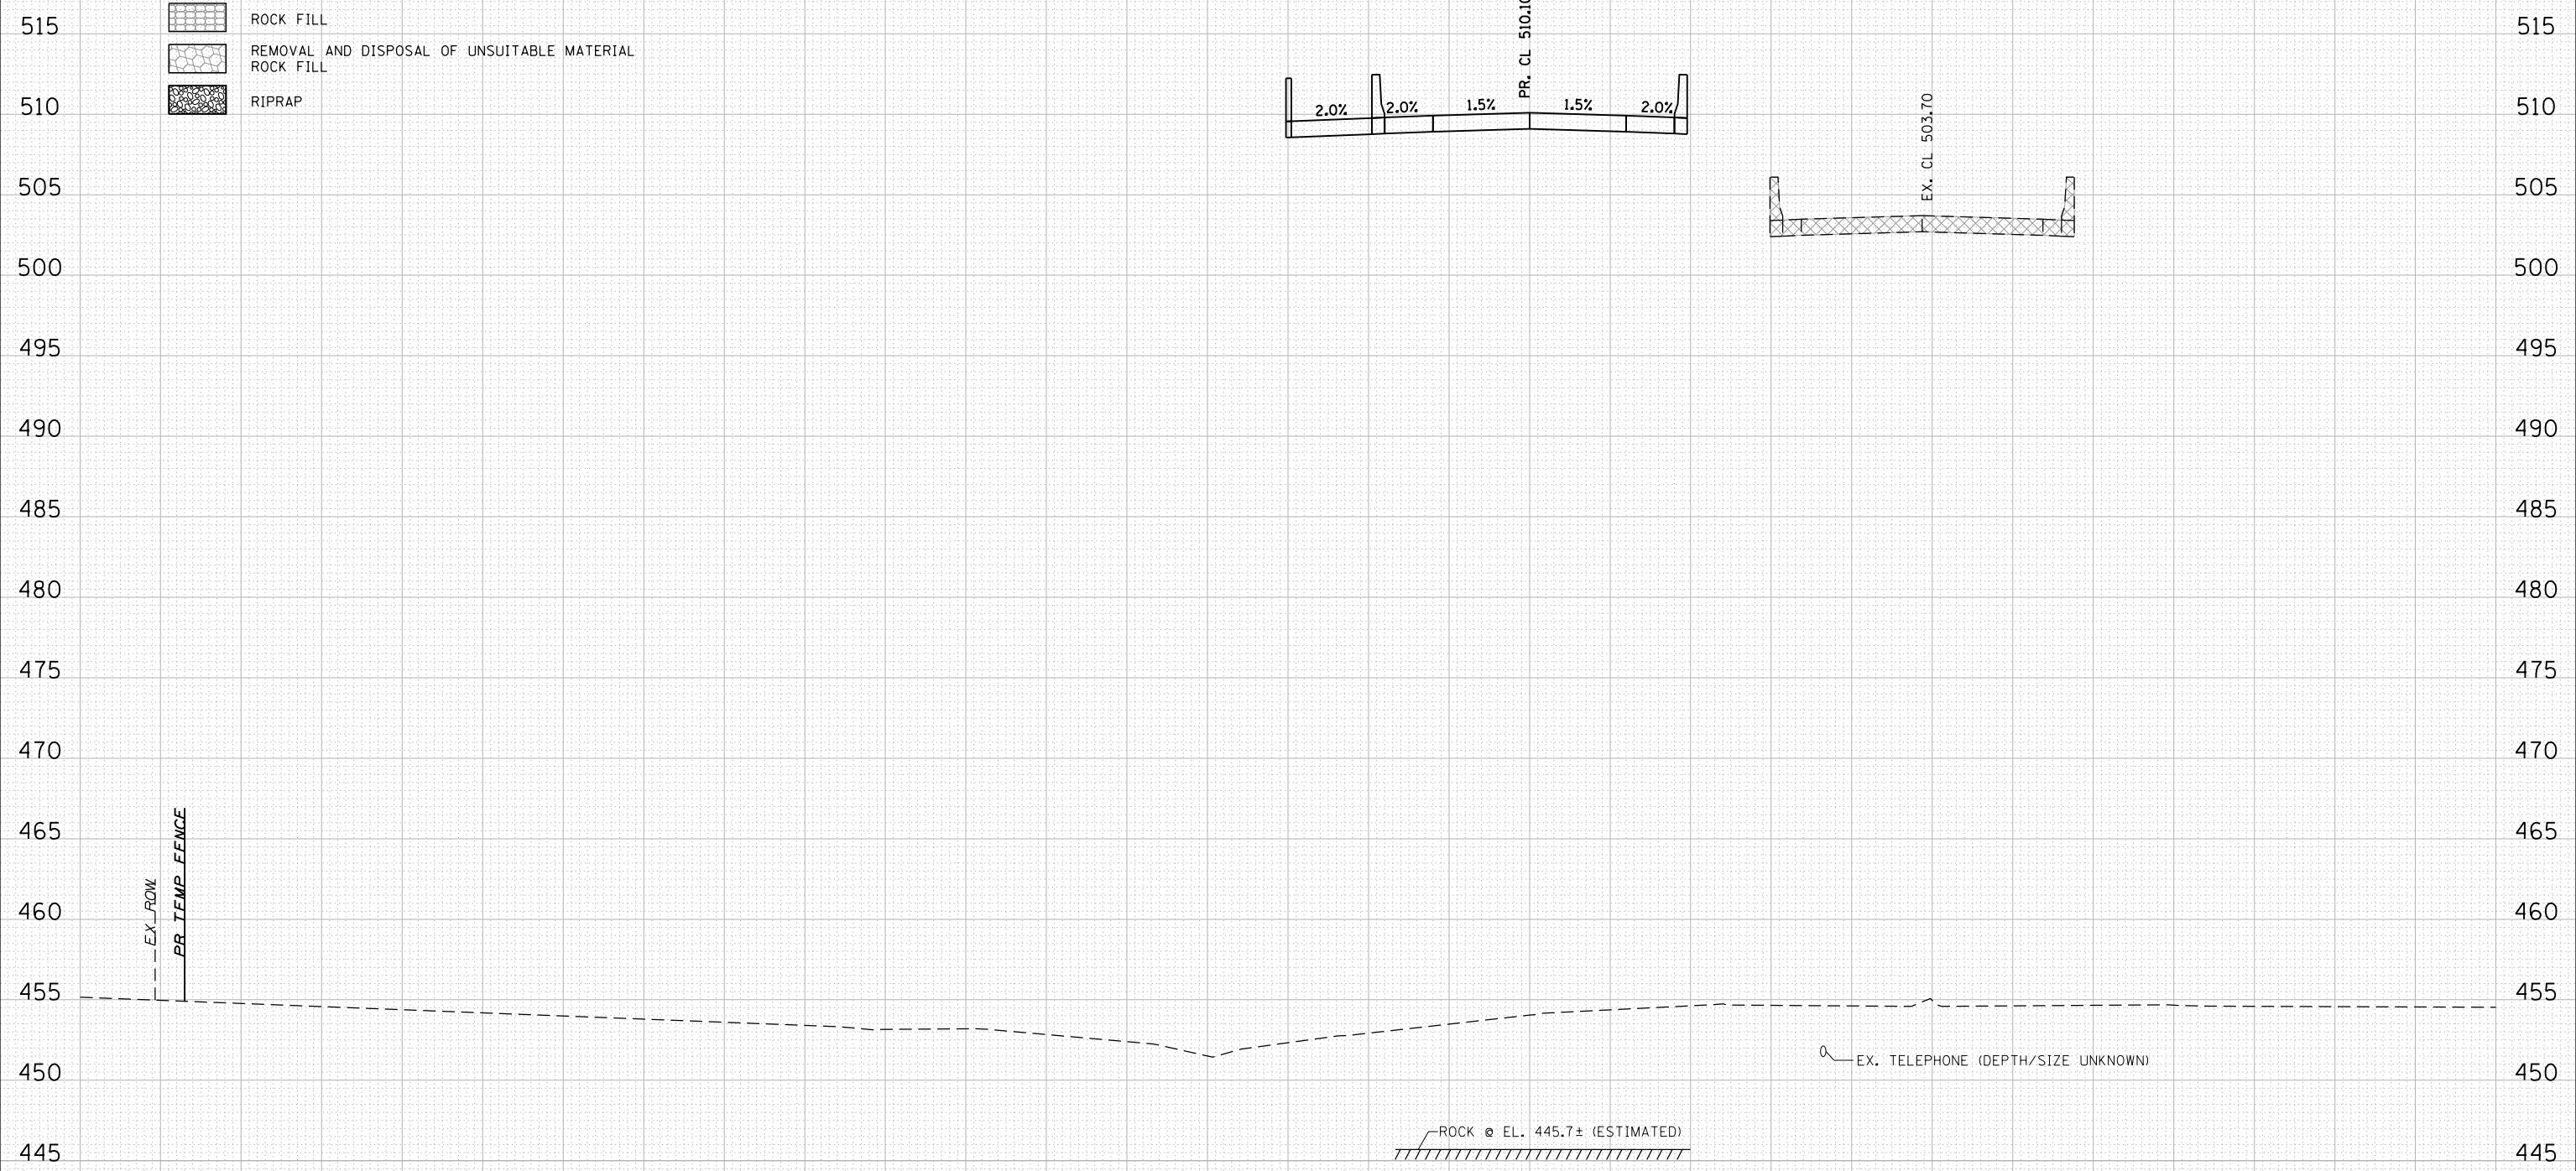 ROCK FILL
REMOVAL AND DISPOSAL OF UNSUITABLE MATERIAL
ROCK FILL
RIPRAP
515 515
510 510
505 505
500 500
495 495
490 490
485 485
480 480
475 475
470 470
465 465
460 460
455 455
450 450
445 445
PR. CL 510.10
2.0% 2.0% 1.5% 1.5% 2.0%
EX. CL 503.70
EX ROW
PR TEMP FENCE
EX. TELEPHONE (DEPTH/SIZE UNKNOWN)
ROCK @ EL. 445.7± (ESTIMATED)